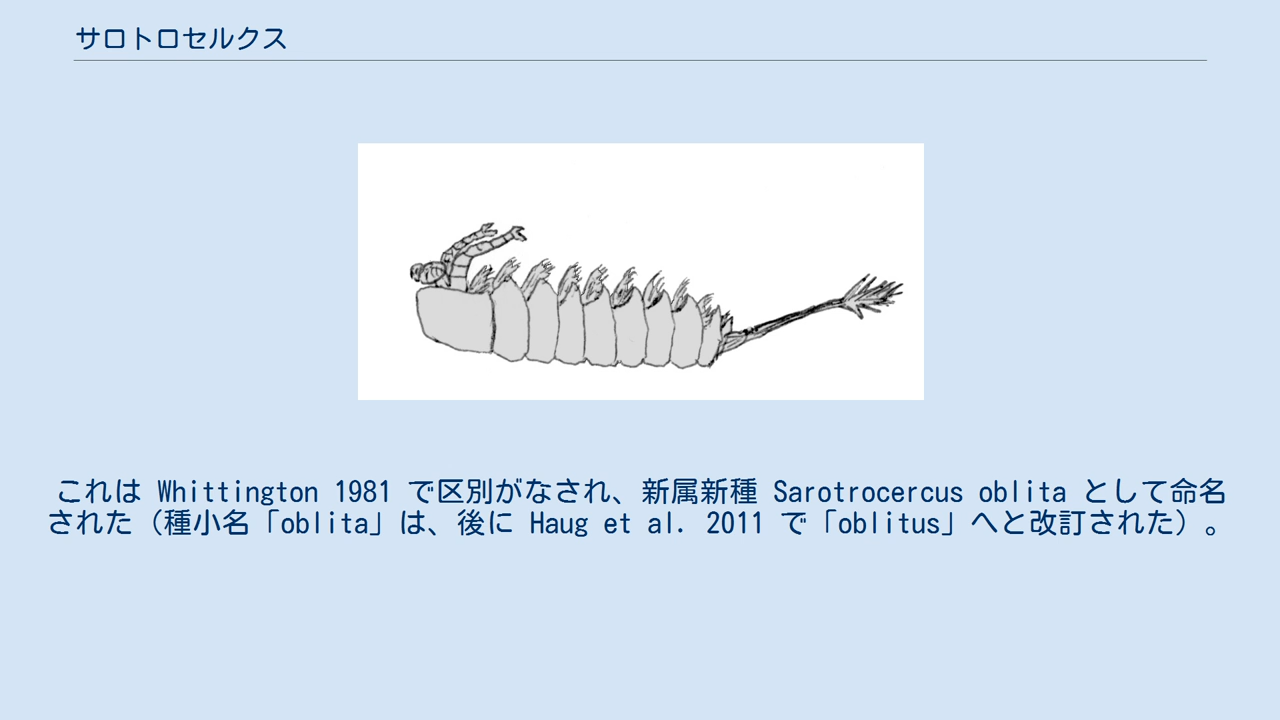 サロトロセルクス
これは Whittington 1981 で区別がなされ、新属新種 Sarotrocercus oblita として命名
された（種小名「oblita」は、後に Haug et al. 2011 で「oblitus」へと改訂された）。